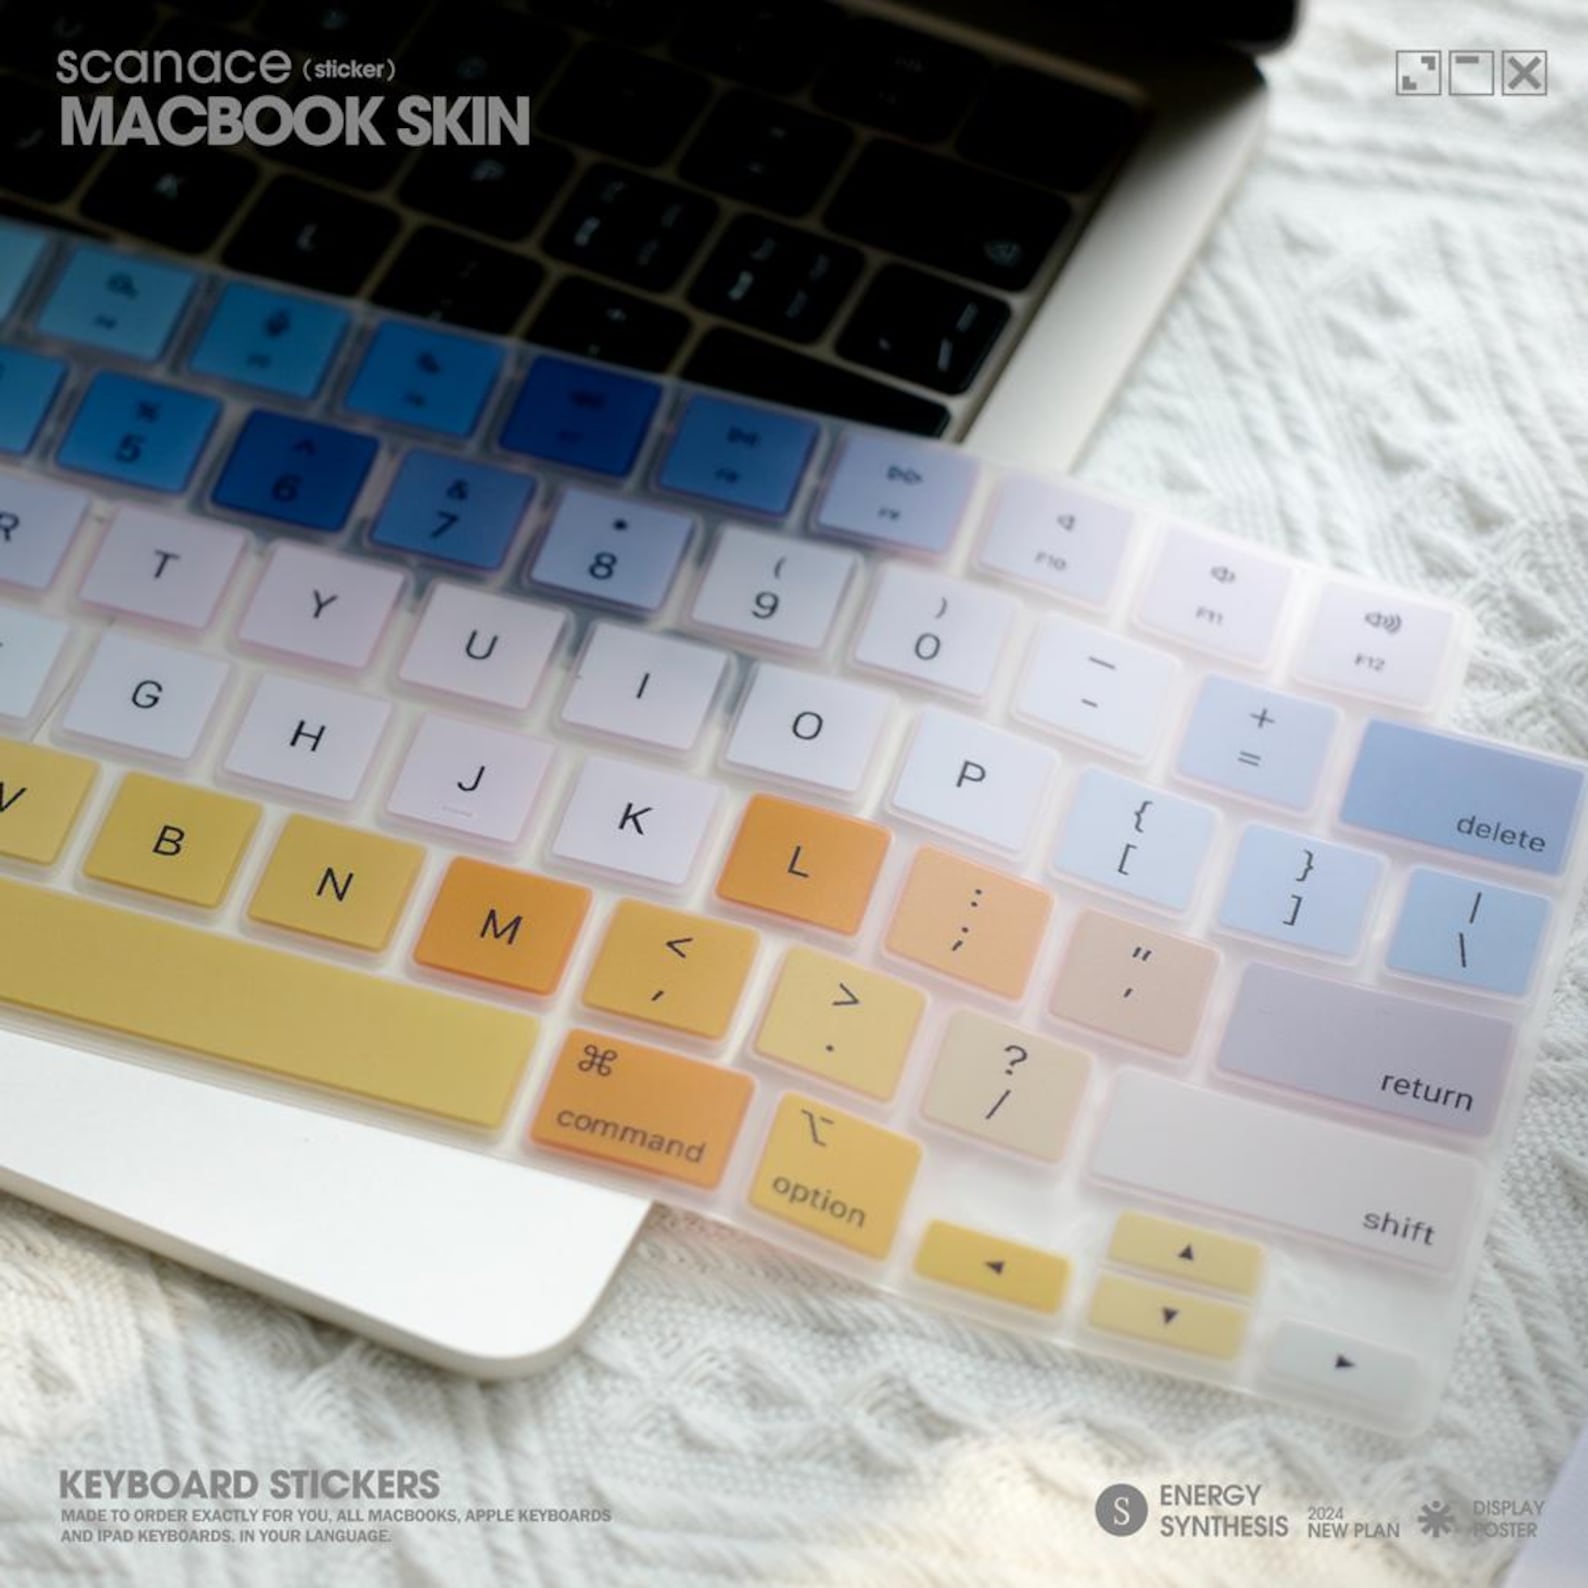 scanace (sticker)
MACBOOK SKIN
K
L
P
5
^
6
&
7
*
8
(
9
)
0
—
-
+
=
delete
F10
F11
F12
R
T
Y
U
I
O
P
{
[
}
]
|
\
G
H
J
K
L
:
;
"
'
return
V
B
N
M
<
,
>
.
?
/
shift
⌘
command
⌥
option
◀
▲
▼
▶
KEYBOARD STICKERS
MADE TO ORDER EXACTLY FOR YOU, ALL MACBOOKS, APPLE KEYBOARDS
AND IPAD KEYBOARDS. IN YOUR LANGUAGE.
S
ENERGY
SYNTHESIS
2024
NEW PLAN
DISPLAY
POSTER